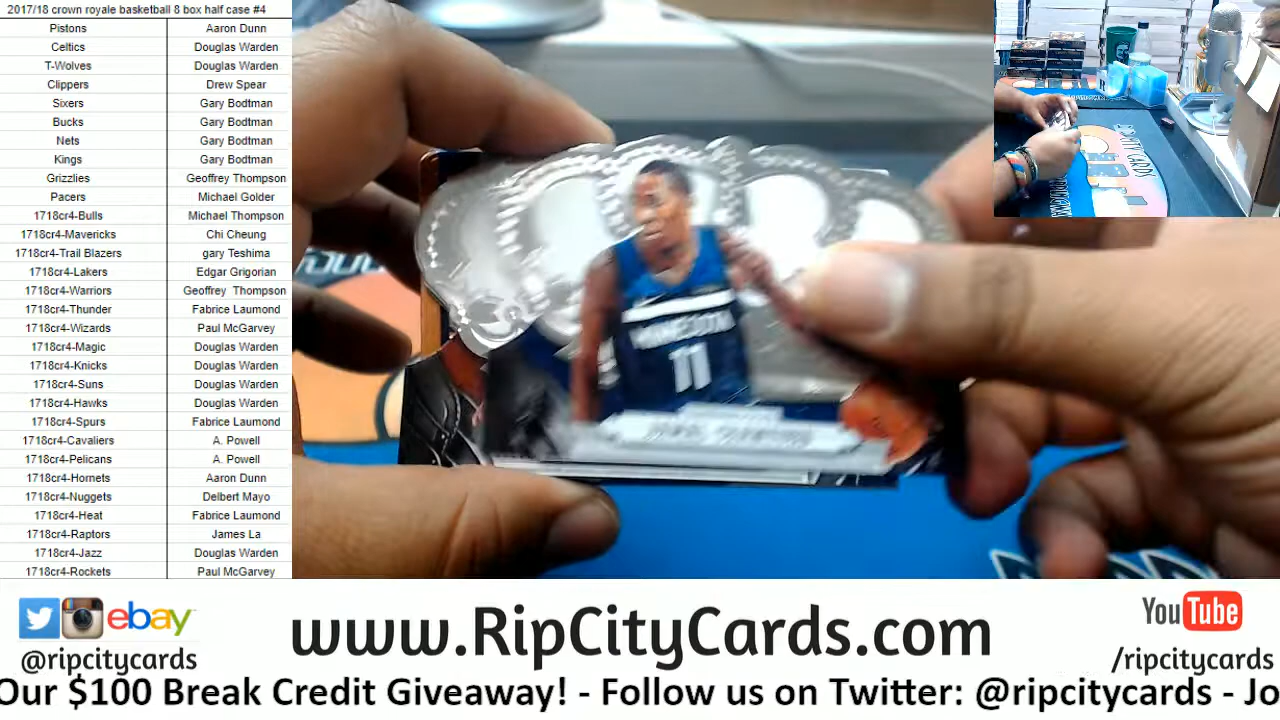 2017/18 crown royale basketball 8 box half case #4
Pistons Aaron Dunn
Celtics Douglas Warden
T-Wolves Douglas Warden
Clippers Drew Spear
Sixers Gary Bodtman
Bucks Gary Bodtman
Nets Gary Bodtman
Kings Gary Bodtman
Grizzlies Geoffrey Thompson
Pacers Michael Golder
1718cr4-Bulls Michael Thompson
1718cr4-Mavericks Chi Cheung
1718cr4-Trail Blazers gary Teshima
1718cr4-Lakers Edgar Grigorian
1718cr4-Warriors Geoffrey Thompson
1718cr4-Thunder Fabrice Laumond
1718cr4-Wizards Paul McGarvey
1718cr4-Magic Douglas Warden
1718cr4-Knicks Douglas Warden
1718cr4-Suns Douglas Warden
1718cr4-Hawks Douglas Warden
1718cr4-Spurs Fabrice Laumond
1718cr4-Cavaliers A. Powell
1718cr4-Pelicans A. Powell
1718cr4-Hornets Aaron Dunn
1718cr4-Nuggets Delbert Mayo
1718cr4-Heat Fabrice Laumond
1718cr4-Raptors James La
1718cr4-Jazz Douglas Warden
1718cr4-Rockets Paul McGarvey
MINNESOTA
11
ebay
@ripcitycards
www.RipCityCards.com
YouTube
/ripcitycards
Our $100 Break Credit Giveaway! - Follow us on Twitter: @ripcitycards - Jo